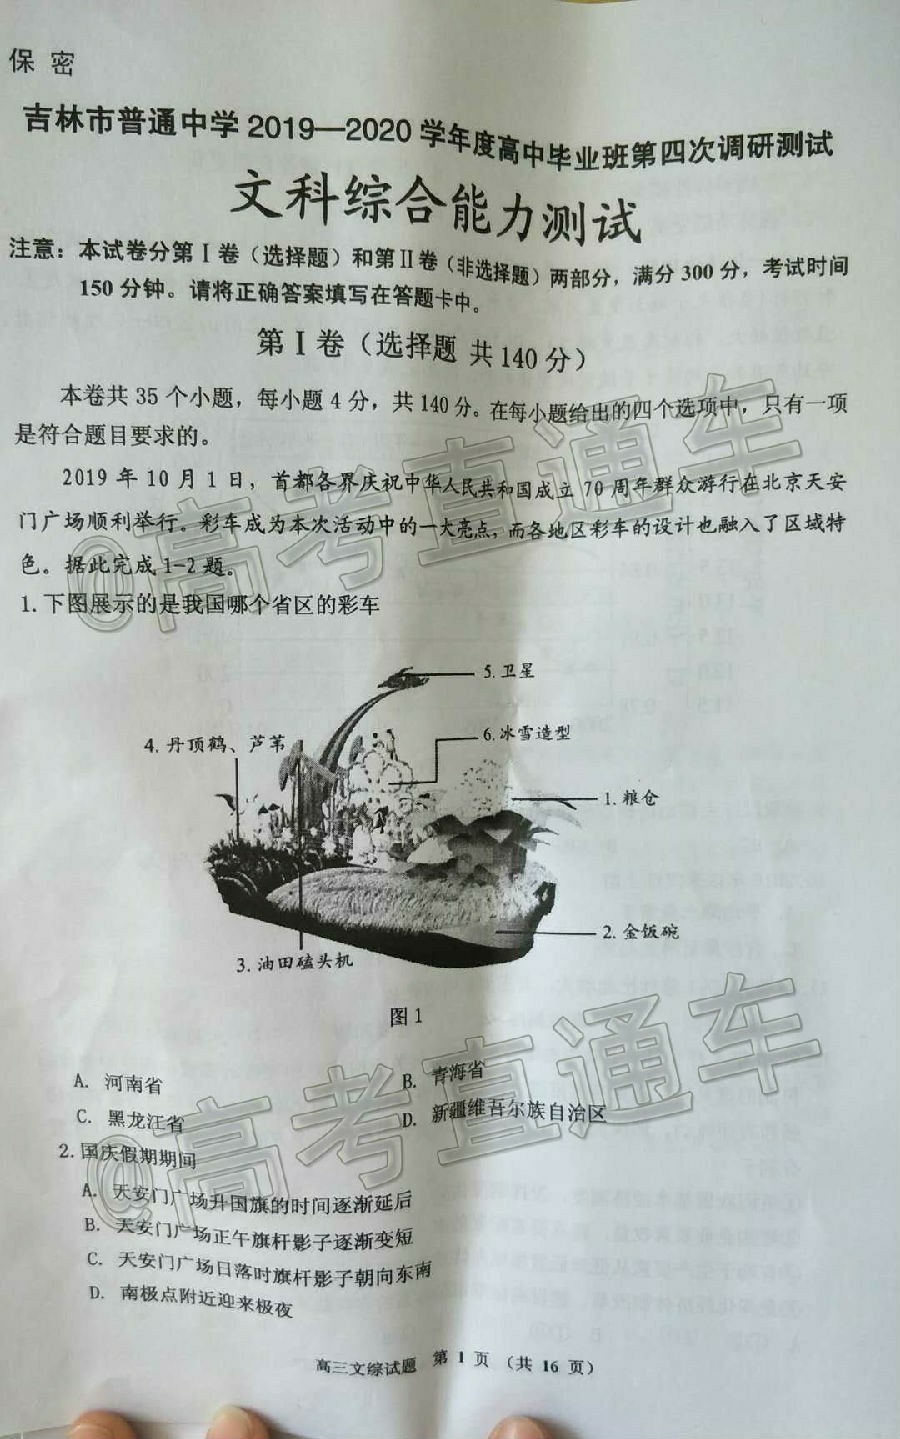 保 密
吉林市普通中学2019—2020学年度高中毕业班第四次调研测试
文科综合能力测试
注意：本试卷分第Ⅰ卷（选择题）和第Ⅱ卷（非选择题）两部分，满分300分，考试时间
150分钟。请将正确答案填写在答题卡中。
第Ⅰ卷（选择题 共140分）
本卷共35个小题，每小题4分，共140分。在每小题给出的四个选项中，只有一项
是符合题目要求的。
2019年10月1日，首都各界庆祝中华人民共和国成立70周年群众游行在北京天安
门广场顺利举行。彩车成为本次活动中的一大亮点，而各地区彩车的设计也融入了区域特
色。据此完成1-2题。
1.下图展示的是我国哪个省区的彩车
5.卫星
6.冰雪造型
4.丹顶鹤、芦苇
1.粮仓
2.金饭碗
3.油田磕头机
图1
A. 河南省
B. 青海省
C. 黑龙江省
D. 新疆维吾尔族自治区
2.国庆假期期间
A. 天安门广场升国旗的时间逐渐延后
B. 天安门广场正午旗杆影子逐渐变短
C. 天安门广场日落时旗杆影子朝向东南
D. 南极点附近迎来极夜
高三文综试题 第1页（共16页）
@高考直通车
@高考直通车